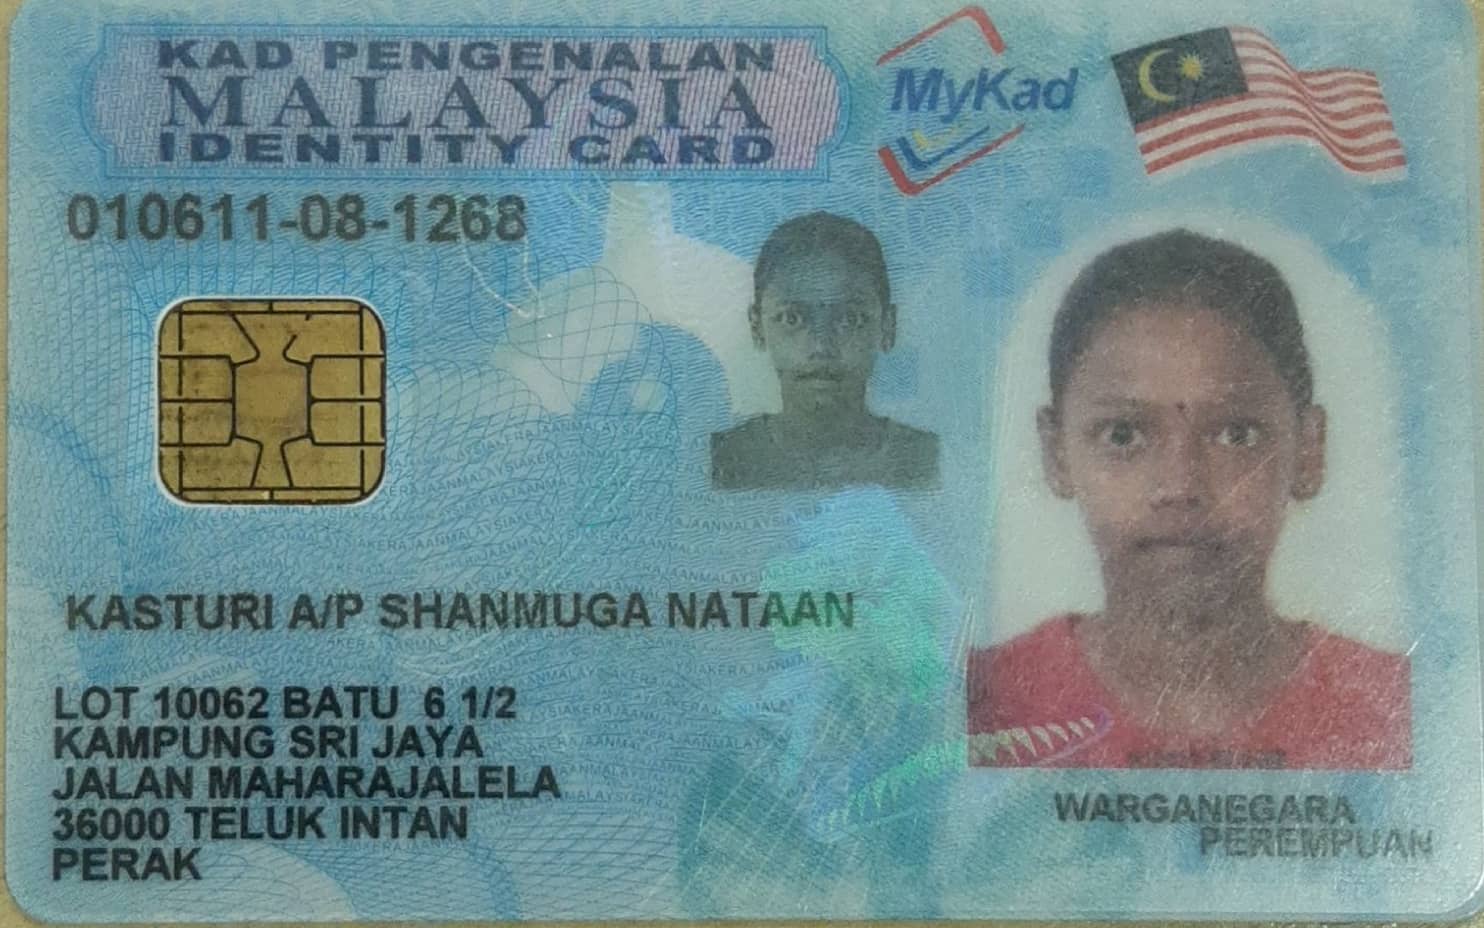 KAD PENGENALAN
MALAYSIA
IDENTITY CARD
MyKad
010611-08-1268
KASTURI A/P SHANMUGA NATAAN
LOT 10062 BATU 6 1/2
KAMPUNG SRI JAYA
JALAN MAHARAJALELA
36000 TELUK INTAN
PERAK
WARGANEGARA
PEREMPUAN